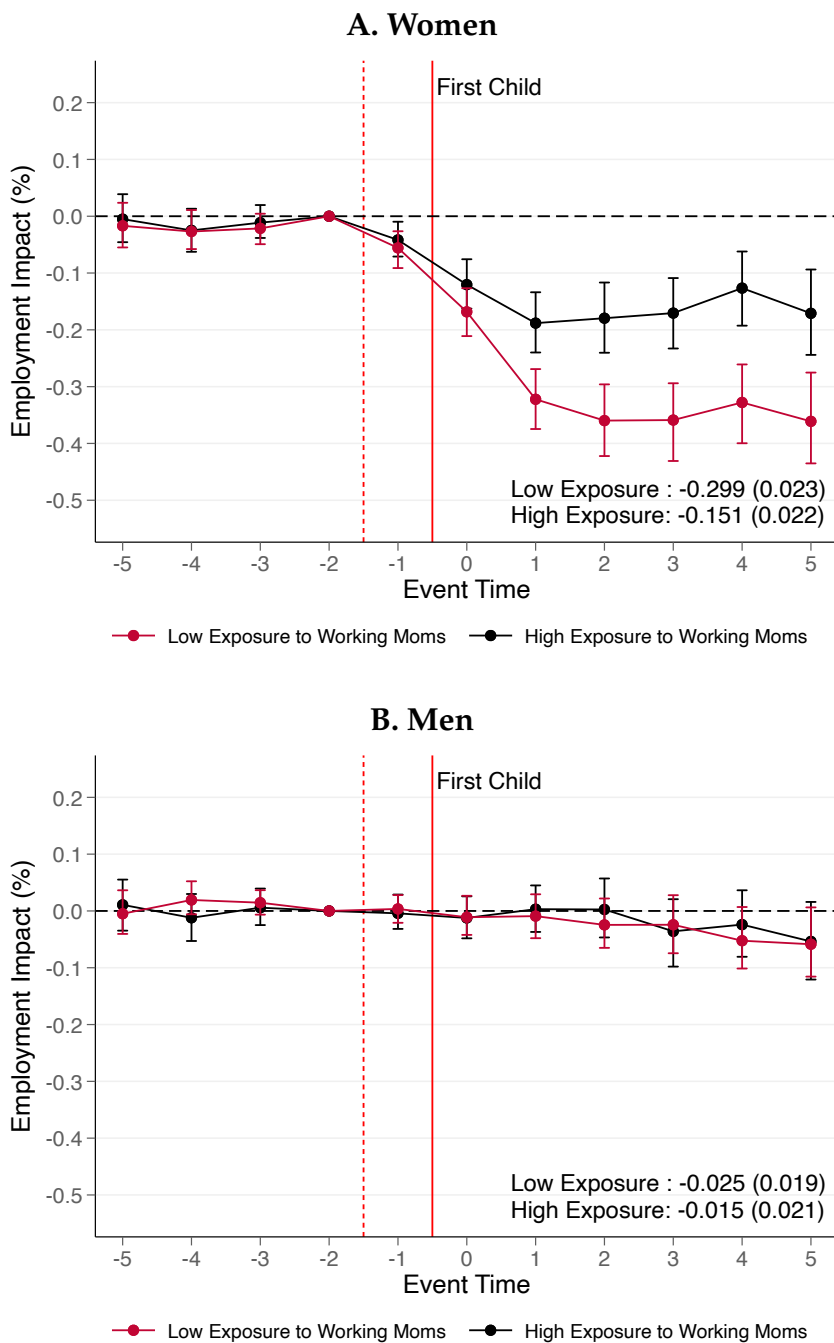 A. Women
First Child
0.2
0.1
0.0
-0.1
-0.2
-0.3
-0.4
-0.5
Employment Impact (%)
Low Exposure : -0.299 (0.023)
High Exposure: -0.151 (0.022)
-5 -4 -3 -2 -1 0 1 2 3 4 5
Event Time
Low Exposure to Working Moms High Exposure to Working Moms
B. Men
First Child
0.2
0.1
0.0
-0.1
-0.2
-0.3
-0.4
-0.5
Employment Impact (%)
Low Exposure : -0.025 (0.019)
High Exposure: -0.015 (0.021)
-5 -4 -3 -2 -1 0 1 2 3 4 5
Event Time
Low Exposure to Working Moms High Exposure to Working Moms